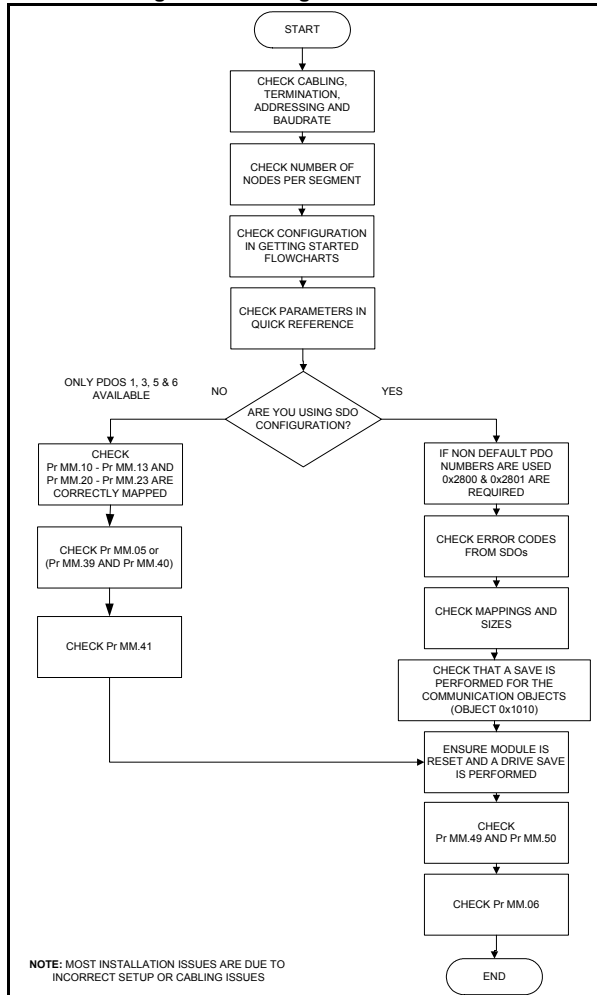 START
CHECK CABLING,
TERMINATION,
ADDRESSING AND
BAUDRATE
CHECK NUMBER OF
NODES PER SEGMENT
CHECK CONFIGURATION
IN GETTING STARTED
FLOWCHARTS
CHECK PARAMETERS IN
QUICK REFERENCE
ARE YOU USING SDO
CONFIGURATION?
NO
YES
ONLY PDOS 1, 3, 5 & 6
AVAILABLE
CHECK
Pr MM.10 - Pr MM.13 AND
Pr MM.20 - Pr MM.23 ARE
CORRECTLY MAPPED
CHECK Pr MM.05 or
(Pr MM.39 AND Pr MM.40)
CHECK Pr MM.41
IF NON DEFAULT PDO
NUMBERS ARE USED
0x2800 & 0x2801 ARE
REQUIRED
CHECK ERROR CODES
FROM SDOs
CHECK MAPPINGS AND
SIZES
CHECK THAT A SAVE IS
PERFORMED FOR THE
COMMUNICATION OBJECTS
(OBJECT 0x1010)
ENSURE MODULE IS
RESET AND A DRIVE SAVE
IS PERFORMED
CHECK
Pr MM.49 AND Pr MM.50
CHECK Pr MM.06
END
NOTE: MOST INSTALLATION ISSUES ARE DUE TO
INCORRECT SETUP OR CABLING ISSUES